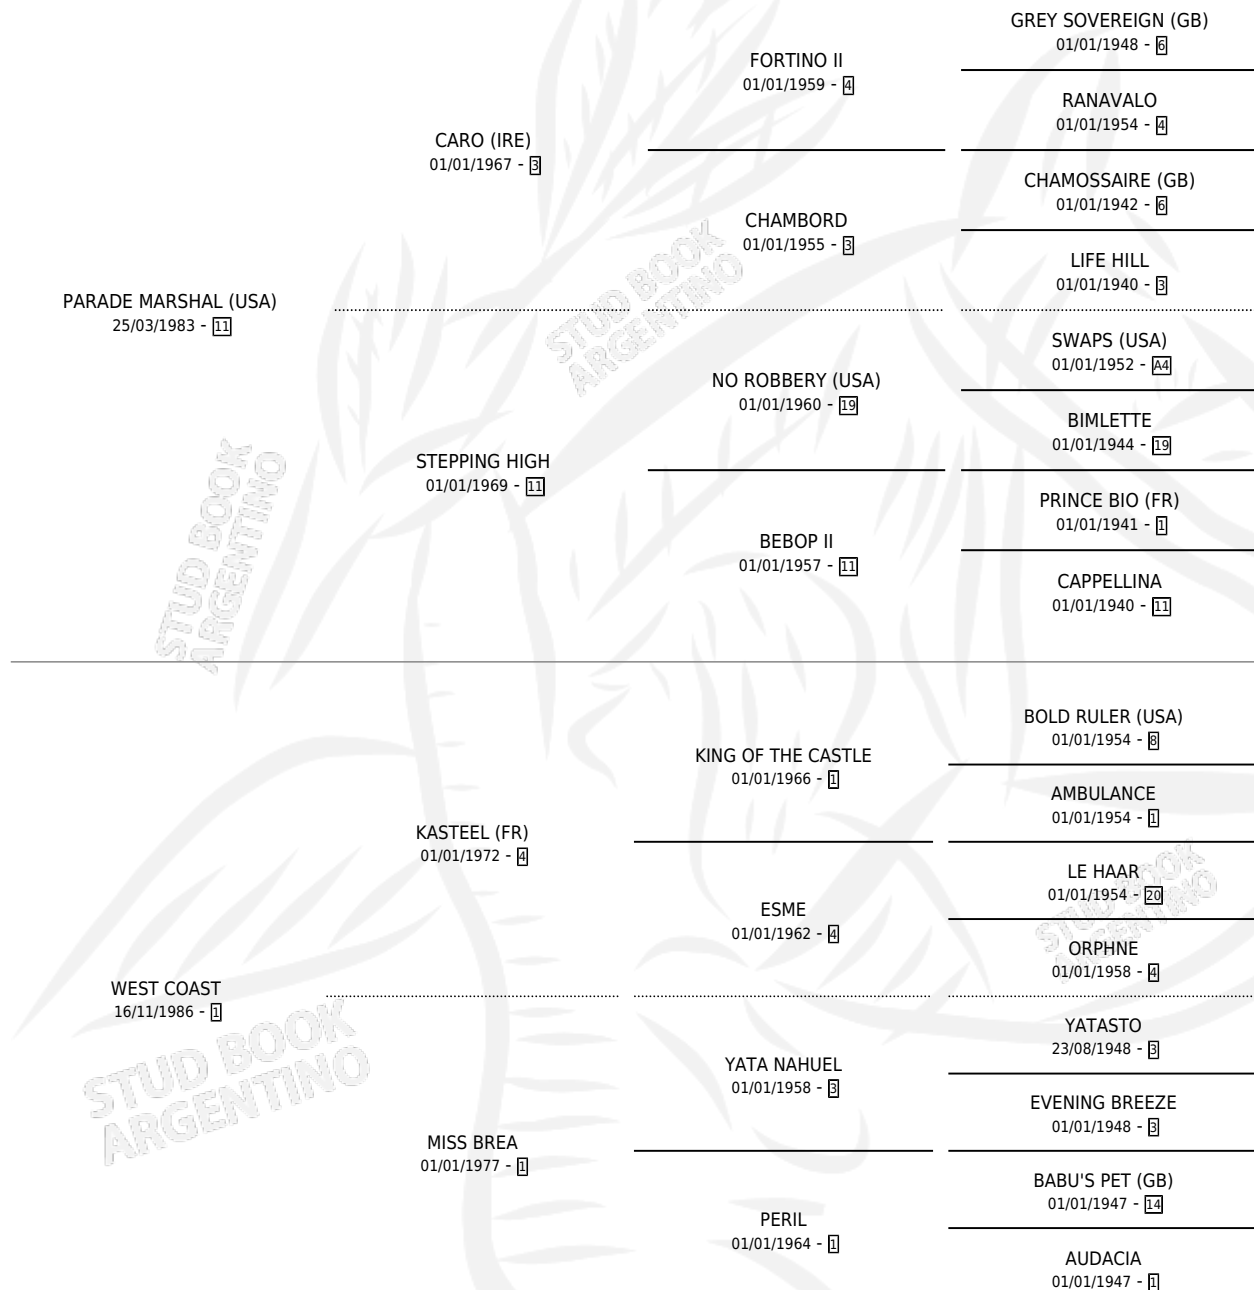 GREY SOVEREIGN (GB)
01/01/1948 - 6
FORTINO II
01/01/1959 - 4
RANAVALO
01/01/1954 - 4
CARO (IRE)
01/01/1967 - 3
CHAMOSSAIRE (GB)
01/01/1942 - 6
CHAMBORD
01/01/1955 - 3
LIFE HILL
01/01/1940 - 3
PARADE MARSHAL (USA)
25/03/1983 - 11
STUD BOOK
ARGENTINO
SWAPS (USA)
01/01/1952 - A4
NO ROBBERY (USA)
01/01/1960 - 19
BIMLETTE
01/01/1944 - 19
STEPPING HIGH
01/01/1969 - 11
PRINCE BIO (FR)
01/01/1941 - 1
BEBOP II
01/01/1957 - 11
CAPPELLINA
01/01/1940 - 11
STUD BOOK
ARGENTINO
BOLD RULER (USA)
01/01/1954 - 8
KING OF THE CASTLE
01/01/1966 - 1
AMBULANCE
01/01/1954 - 1
KASTEEL (FR)
01/01/1972 - 4
LE HAAR
01/01/1954 - 20
ESME
01/01/1962 - 4
ORPHNE
01/01/1958 - 4
STUD BOOK
ARGENTINO
WEST COAST
16/11/1986 - 1
STUD BOOK
ARGENTINO
YATASTO
23/08/1948 - 3
YATA NAHUEL
01/01/1958 - 3
EVENING BREEZE
01/01/1948 - 3
MISS BREA
01/01/1977 - 1
BABU'S PET (GB)
01/01/1947 - 14
PERIL
01/01/1964 - 1
AUDACIA
01/01/1947 - 1